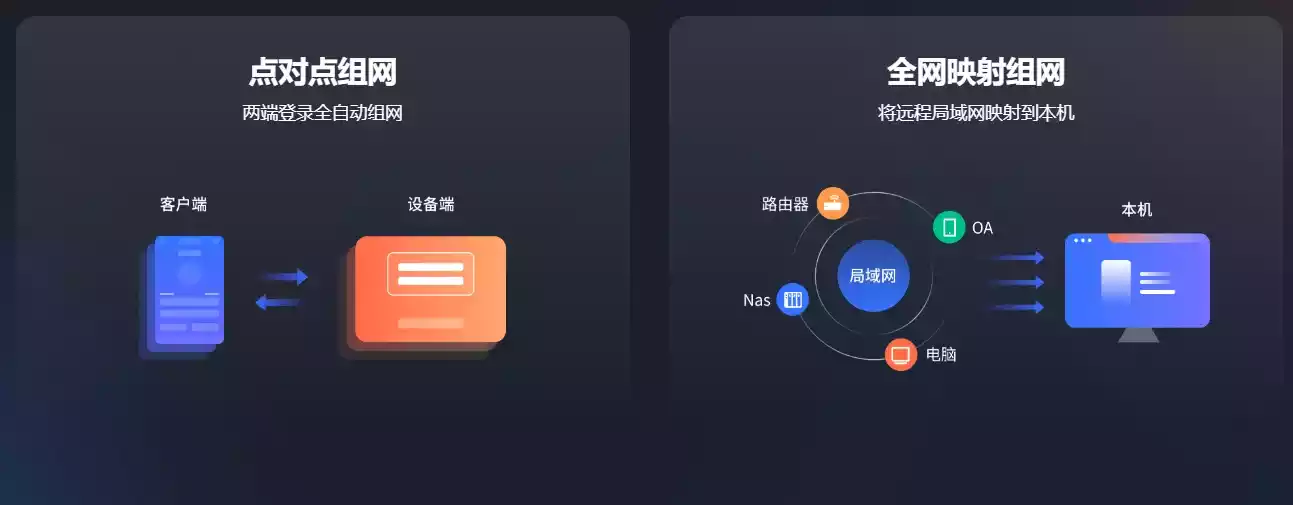 点对点组网
两端登录全自动组网
客户端
设备端
全网映射组网
将远程局域网映射到本机
路由器
OA
本机
局域网
Nas
电脑